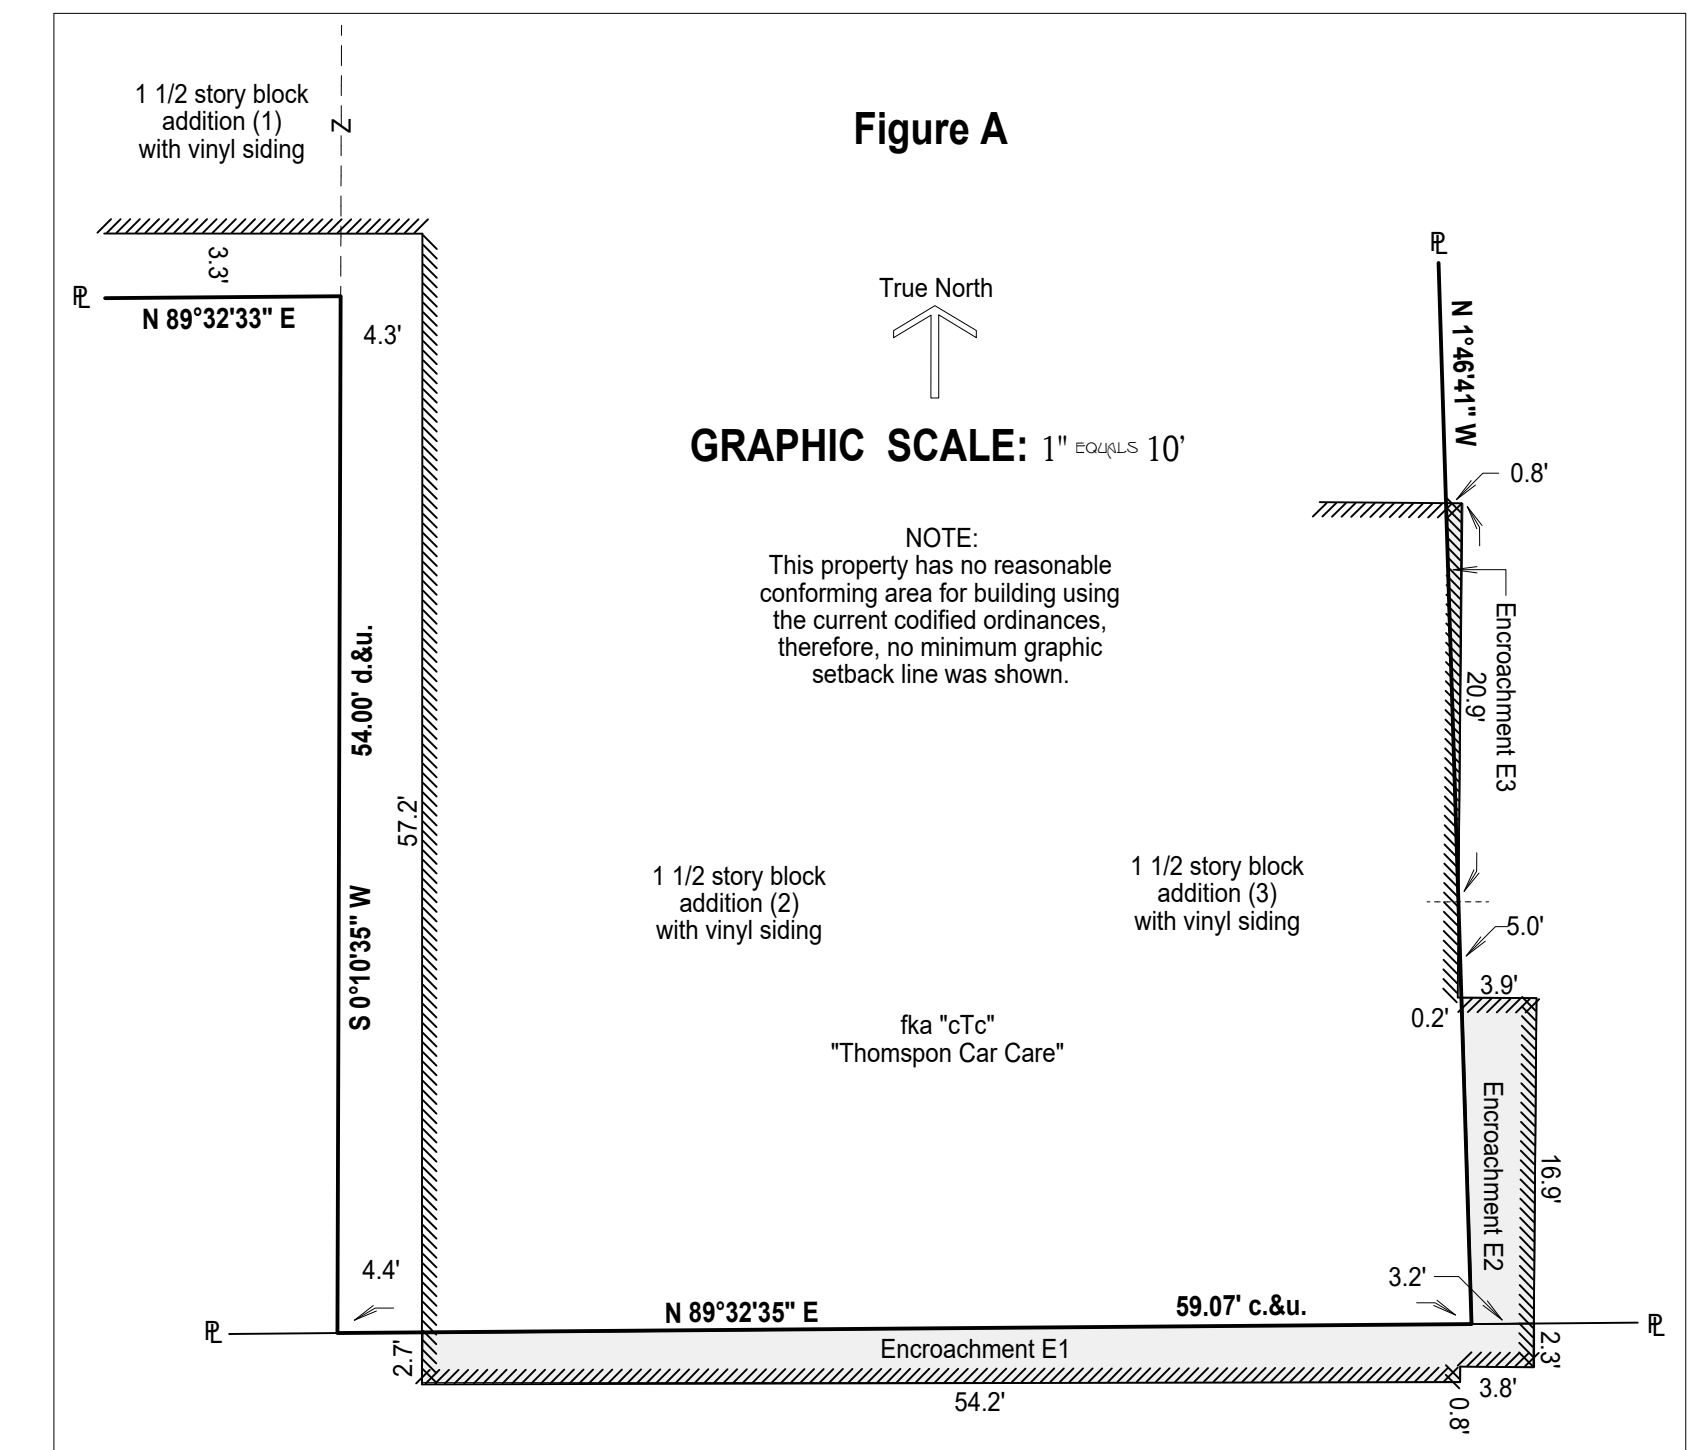 Figure A
1 1/2 story block
addition (1)
with vinyl siding
Z
3.3'
PL
N 89°32'33" E
4.3'
True North
PL
N 1°46'41" W
GRAPHIC SCALE: 1" EQUALS 10'
0.8'
NOTE:
This property has no reasonable
conforming area for building using
the current codified ordinances,
therefore, no minimum graphic
setback line was shown.
Encroachment E3
20.9'
54.00' d.&u.
57.2'
S 0°10'35" W
1 1/2 story block
addition (2)
with vinyl siding
1 1/2 story block
addition (3)
with vinyl siding
5.0'
3.9'
0.2'
fka "cTc"
"Thomspon Car Care"
Encroachment E2
16.9'
4.4'
3.2'
N 89°32'35" E
59.07' c.&u.
PL
PL
2.7'
Encroachment E1
2.3'
54.2'
3.8'
0.8'